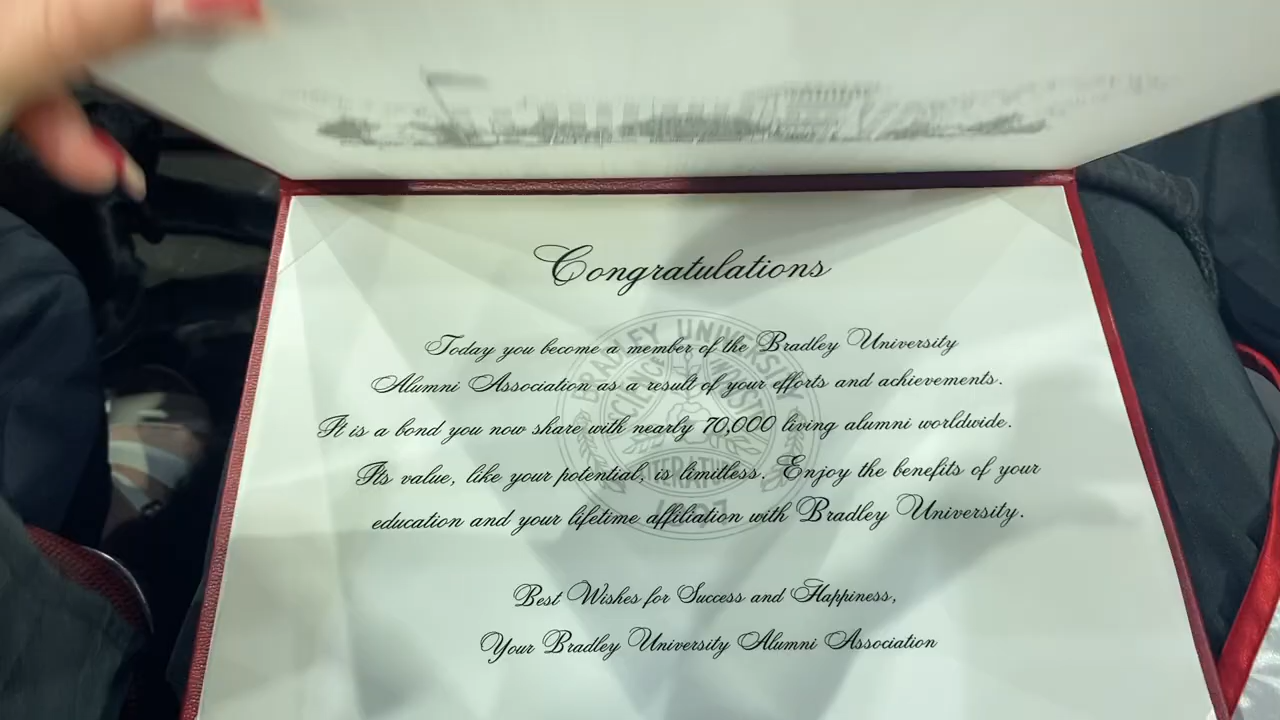 Congratulations
Today you become a member of the Bradley University
Alumni Association as a result of your efforts and achievements.
It is a bond you now share with nearly 70,000 living alumni worldwide.
Its value, like your potential, is limitless. Enjoy the benefits of your
education and your lifetime affiliation with Bradley University.
Best Wishes for Success and Happiness,
Your Bradley University Alumni Association
BRADLEY UNIVERSITY
1897